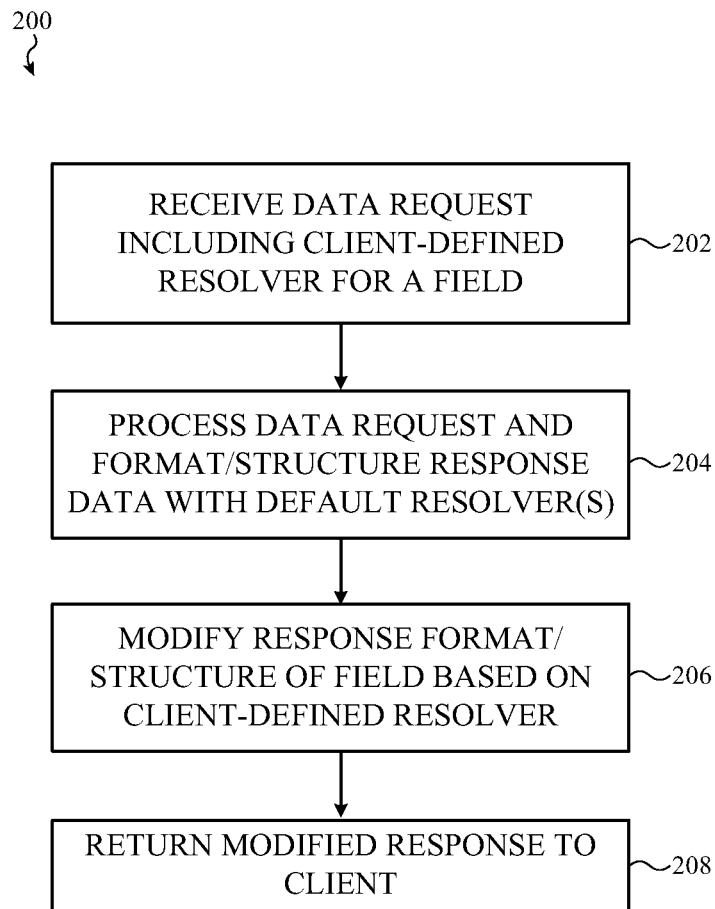 200
RECEIVE DATA REQUEST
INCLUDING CLIENT-DEFINED
RESOLVER FOR A FIELD
202
PROCESS DATA REQUEST AND
FORMAT/STRUCTURE RESPONSE
DATA WITH DEFAULT RESOLVER(S)
204
MODIFY RESPONSE FORMAT/
STRUCTURE OF FIELD BASED ON
CLIENT-DEFINED RESOLVER
206
RETURN MODIFIED RESPONSE TO
CLIENT
208